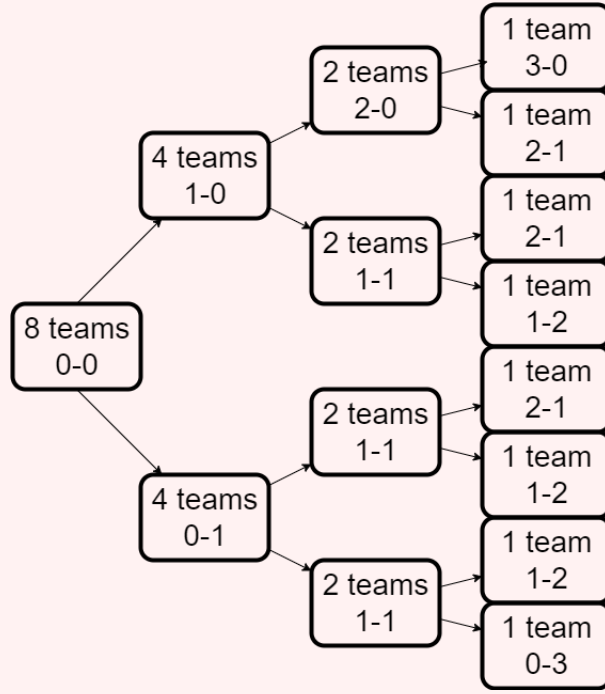 8 teams
0-0
4 teams
1-0
4 teams
0-1
2 teams
2-0
2 teams
1-1
2 teams
1-1
2 teams
1-1
1 team
3-0
1 team
2-1
1 team
2-1
1 team
1-2
1 team
2-1
1 team
1-2
1 team
1-2
1 team
0-3